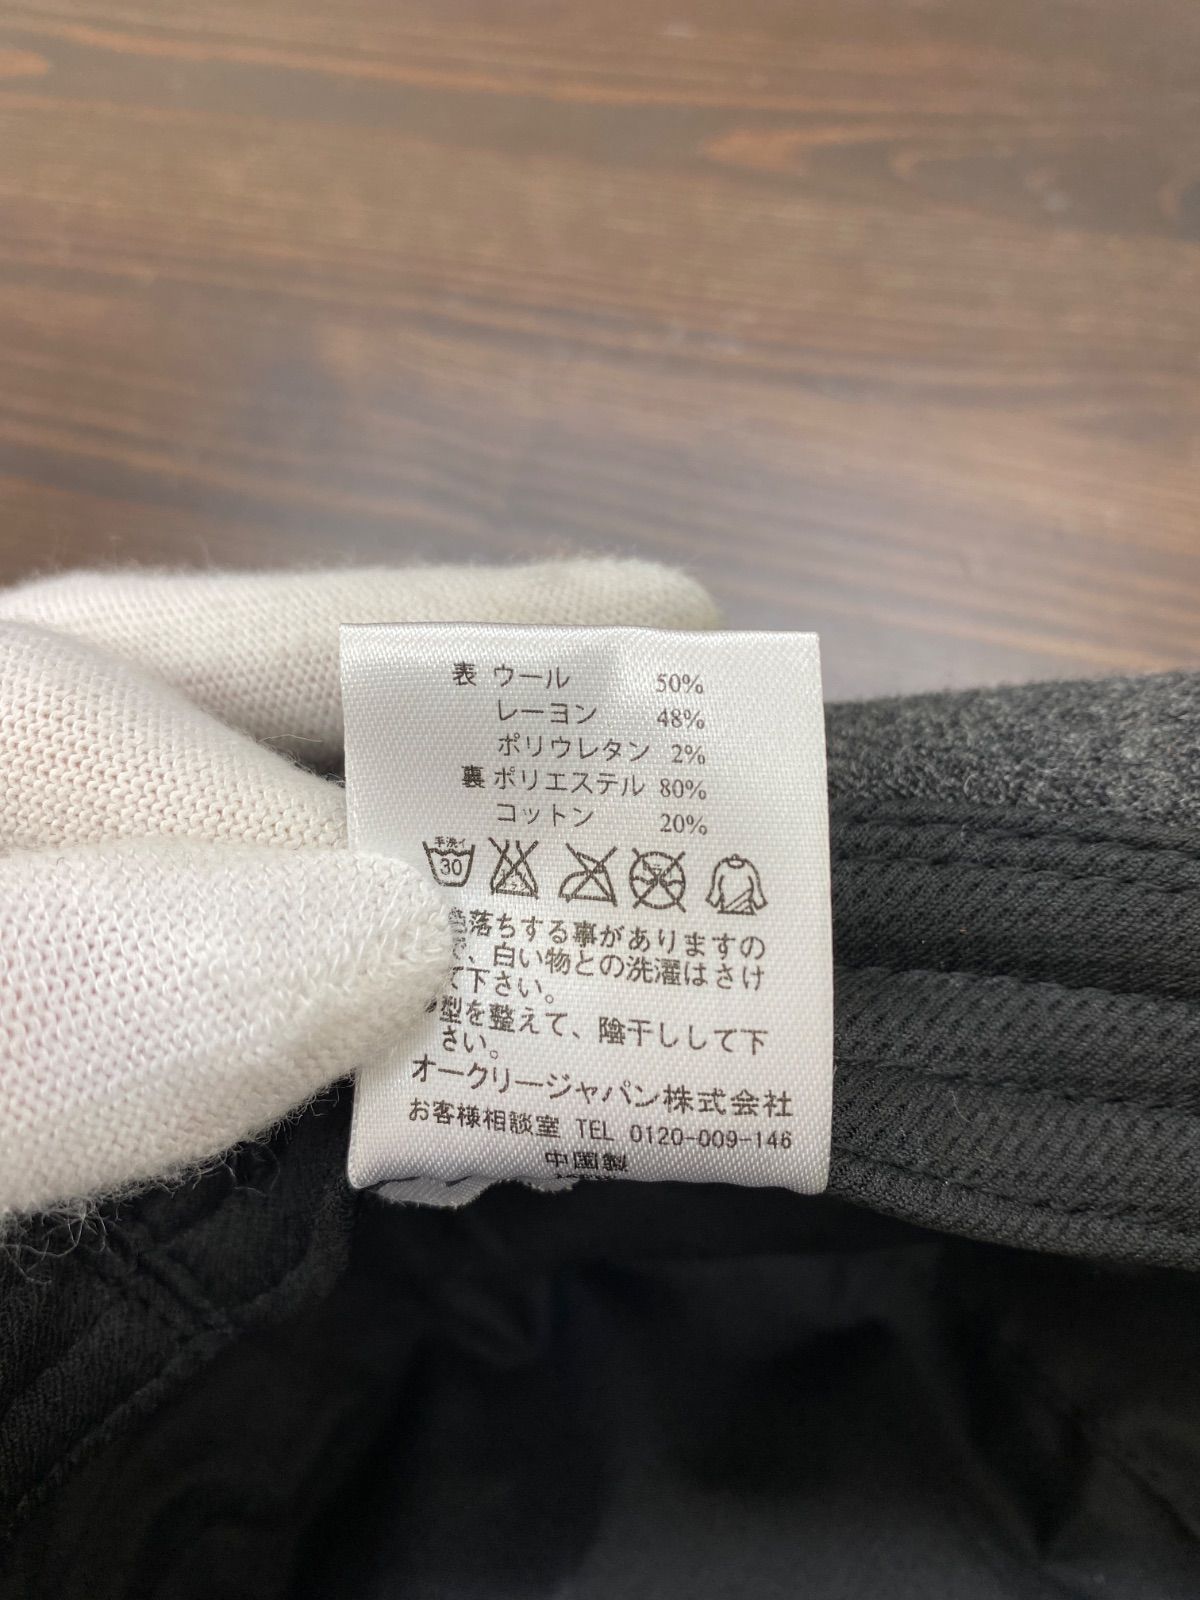 表 ウール 50%
レーヨン 48%
ポリウレタン 2%
裏 ポリエステル 80%
コットン 20%
手洗イ
30
色落ちする事がありますの
で、白い物との洗濯はさけ
て下さい。
型を整えて、陰干しして下
さい。
オークリージャパン株式会社
お客様相談室 TEL 0120-009-146
中国製